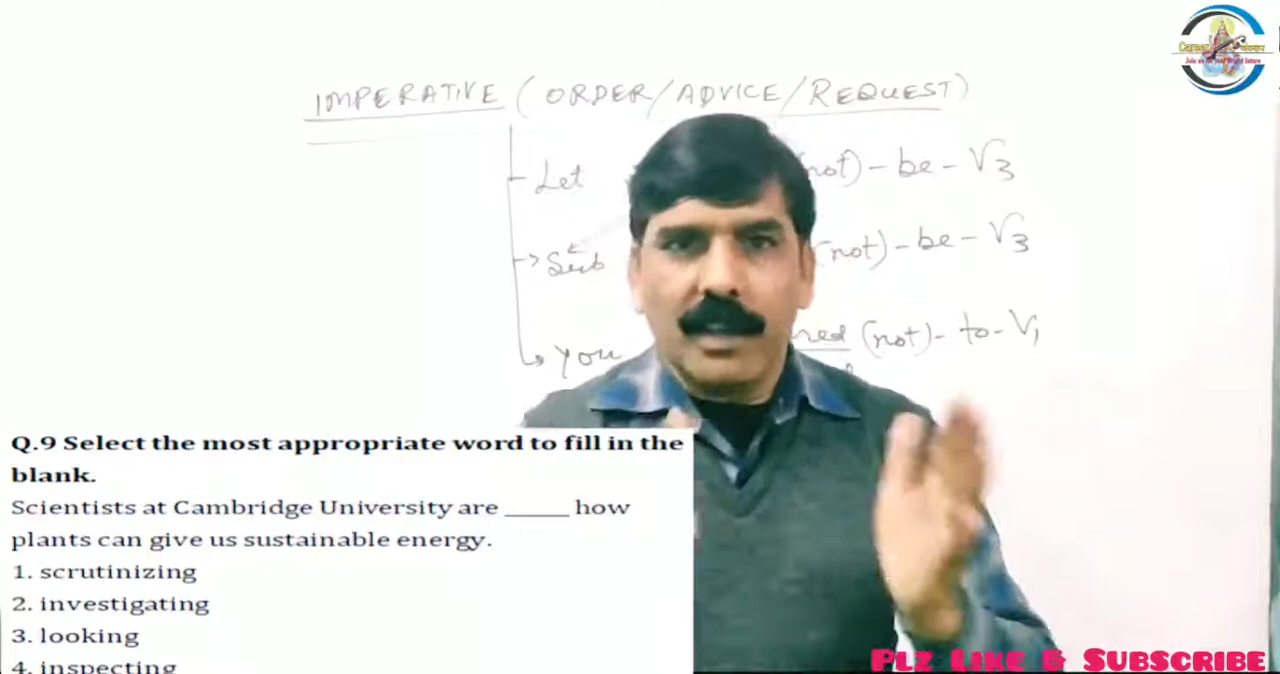 IMPERATIVE (ORDER/ADVICE/REQUEST)
Let not) - be - V3
Sub (not) - be - V3
You (not) - to - V1
Q.9 Select the most appropriate word to fill in the
blank.
Scientists at Cambridge University are _____ how
plants can give us sustainable energy.
1. scrutinizing
2. investigating
3. looking
4. inspecting
Plz Like & Subscribe